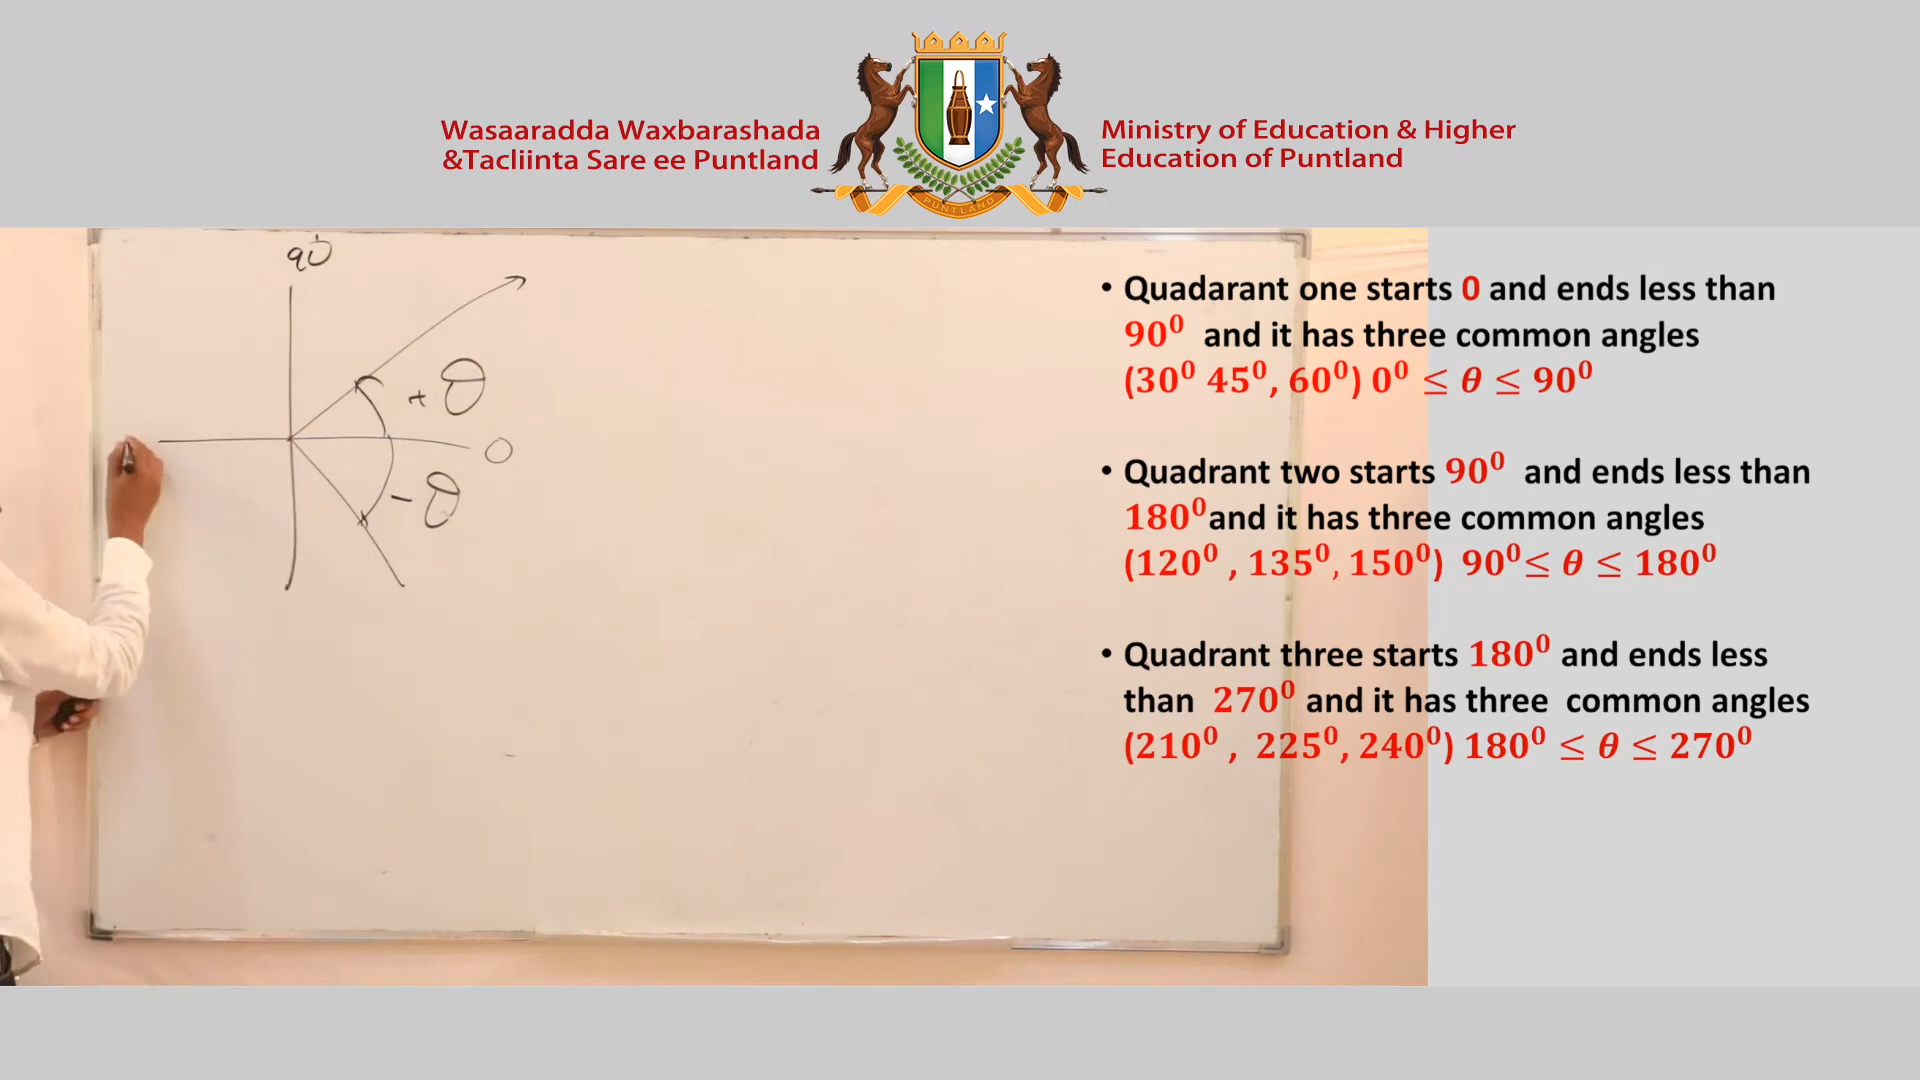 Wasaaradda Waxbarashada
&Tacliinta Sare ee Puntland
PUNTLAND
Ministry of Education & Higher
Education of Puntland
90°
+ θ
0
- θ
• Quadarant one starts 0 and ends less than
90⁰ and it has three common angles
(30⁰ 45⁰, 60⁰) 0⁰ ≤ θ ≤ 90⁰
• Quadrant two starts 90⁰ and ends less than
180⁰and it has three common angles
(120⁰ , 135⁰, 150⁰) 90⁰≤ θ ≤ 180⁰
• Quadrant three starts 180⁰ and ends less
than 270⁰ and it has three common angles
(210⁰ , 225⁰, 240⁰) 180⁰ ≤ θ ≤ 270⁰